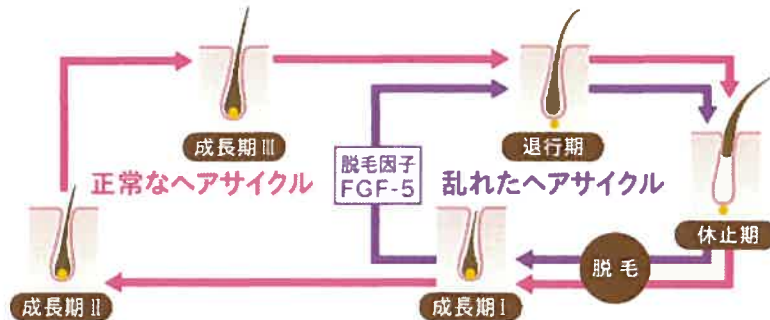 成長期Ⅲ
退行期
正常なヘアサイクル
脱毛因子
FGF-5
乱れたヘアサイクル
休止期
脱毛
成長期Ⅱ
成長期Ⅰ